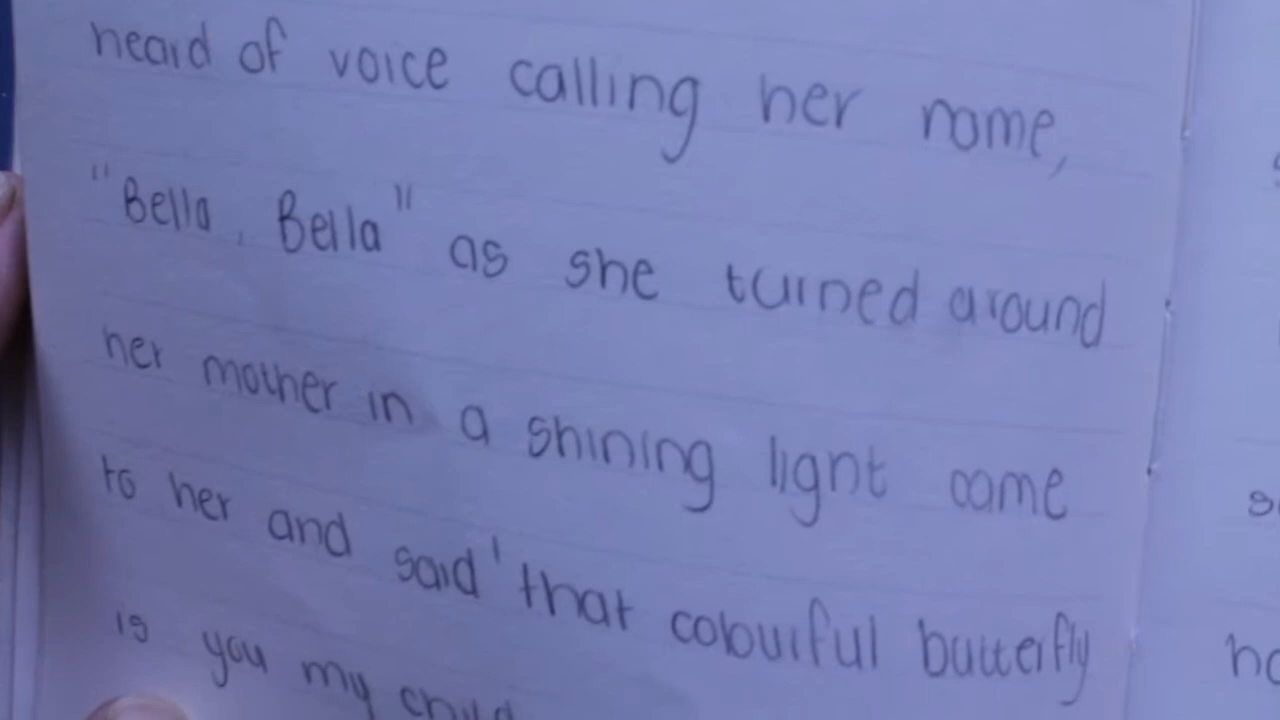 heard of voice calling her name,
"Bella, Bella" as she turned around
her mother in a shining light came
to her and said 'that colourful butterfly
is you my child